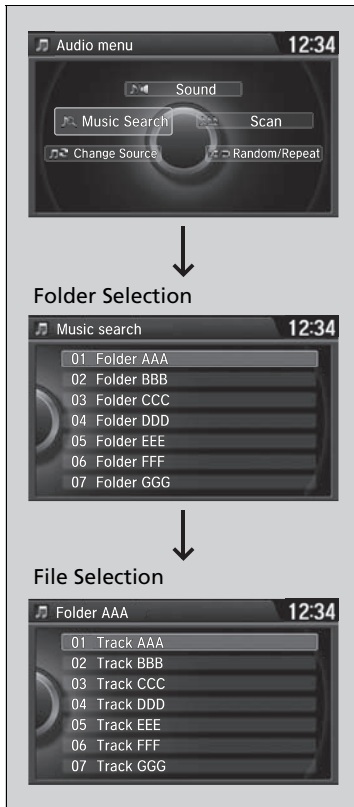 Audio menu 12:34
Sound
Music Search Scan
Change Source Random/Repeat
Folder Selection
Music search 12:34
01 Folder AAA
02 Folder BBB
03 Folder CCC
04 Folder DDD
05 Folder EEE
06 Folder FFF
07 Folder GGG
File Selection
Folder AAA 12:34
01 Track AAA
02 Track BBB
03 Track CCC
04 Track DDD
05 Track EEE
06 Track FFF
07 Track GGG